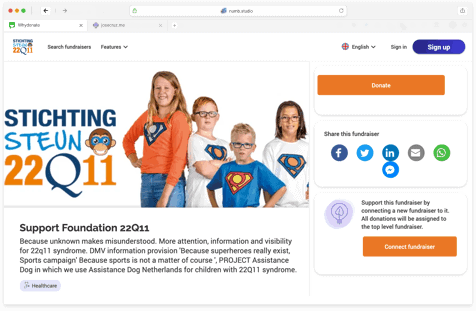 numb.studio
Whydonate
STICHTING
STEUN
22Q11
Search fundraisers
Features
English
Sign in
Sign up
STICHTING
STEUN
22Q11
Donate
Share this fundraiser
Support this fundraiser by
connecting a new fundraiser to it.
All donations will be assigned to
the top level fundraiser.
Connect fundraiser
Support Foundation 22Q11
Because unknown makes misunderstood. More attention, information and visibility
for 22q11 syndrome. DMV information provision 'Because superheroes really exist,
Sports campaign' Because sports is not a matter of course ', PROJECT Assistance
Dog in which we use Assistance Dog Netherlands for children with 22Q11 syndrome.
Healthcare